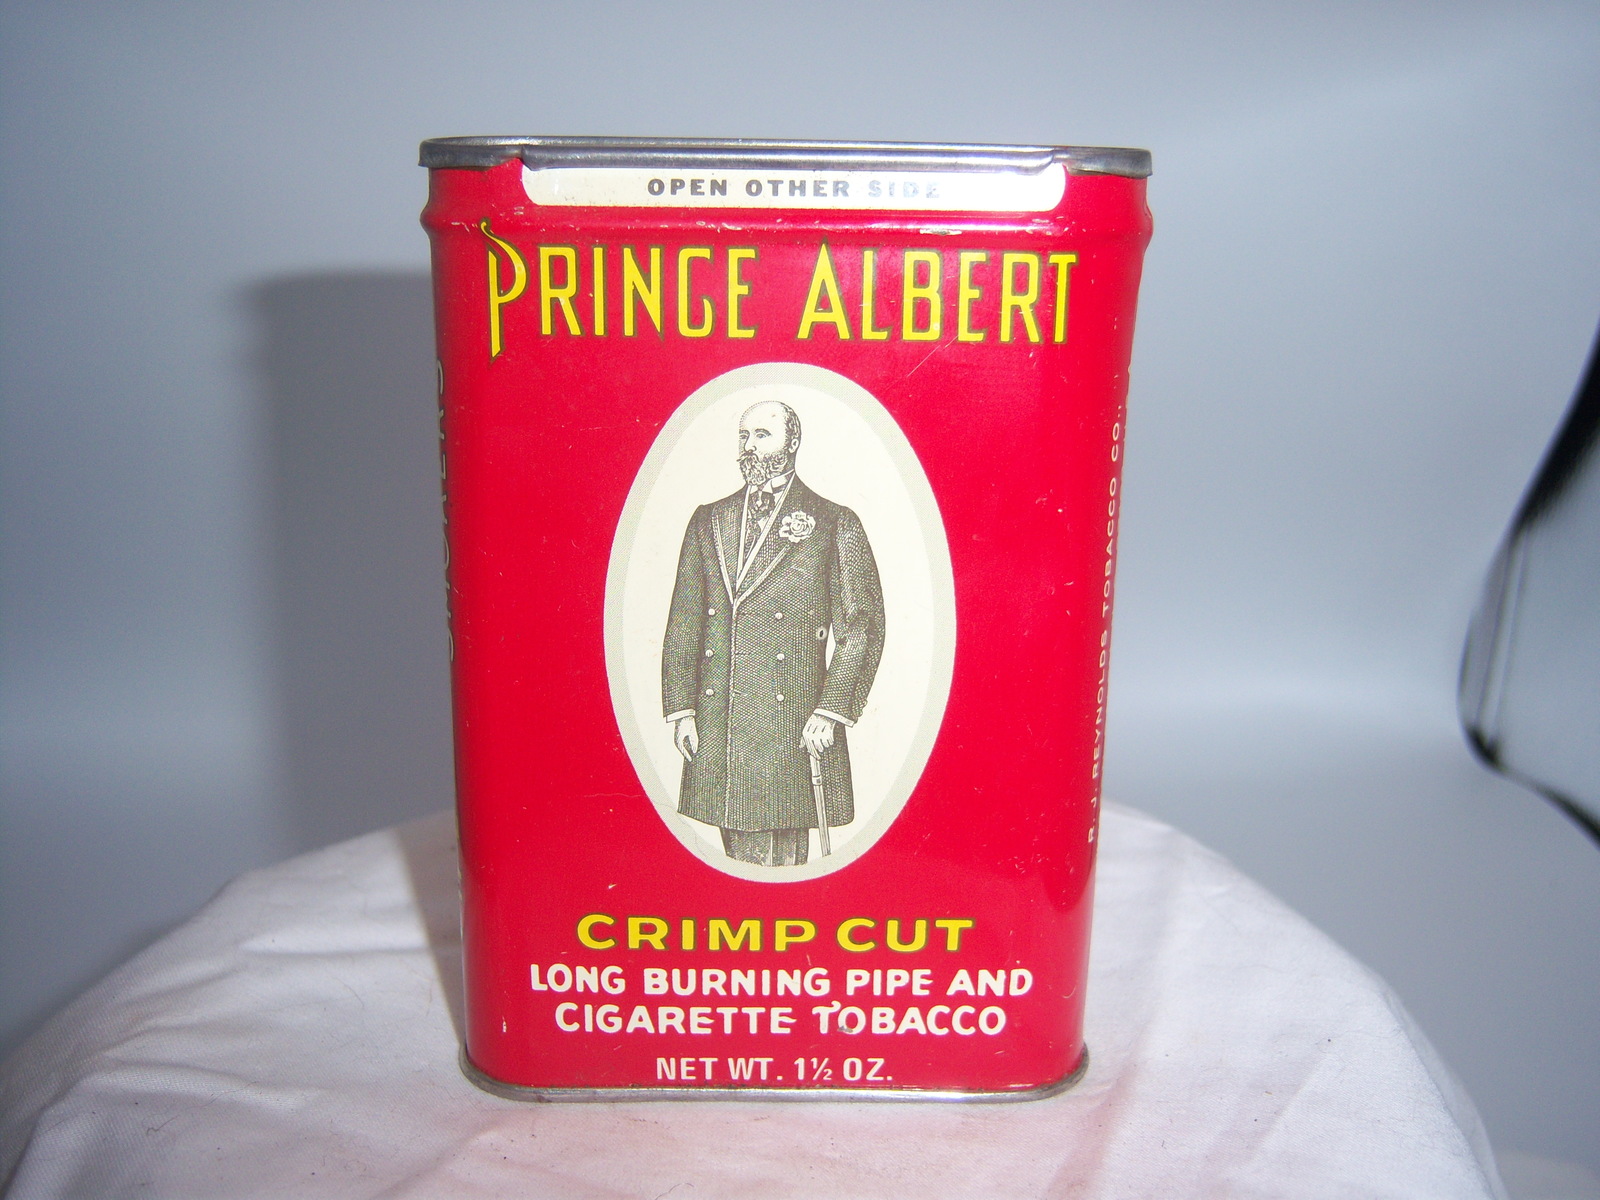 OPEN OTHER SIDE
PRINCE ALBERT
CRIMP CUT
LONG BURNING PIPE AND
CIGARETTE TOBACCO
NET WT. 1½ OZ.
R. J. REYNOLDS TOBACCO CO.